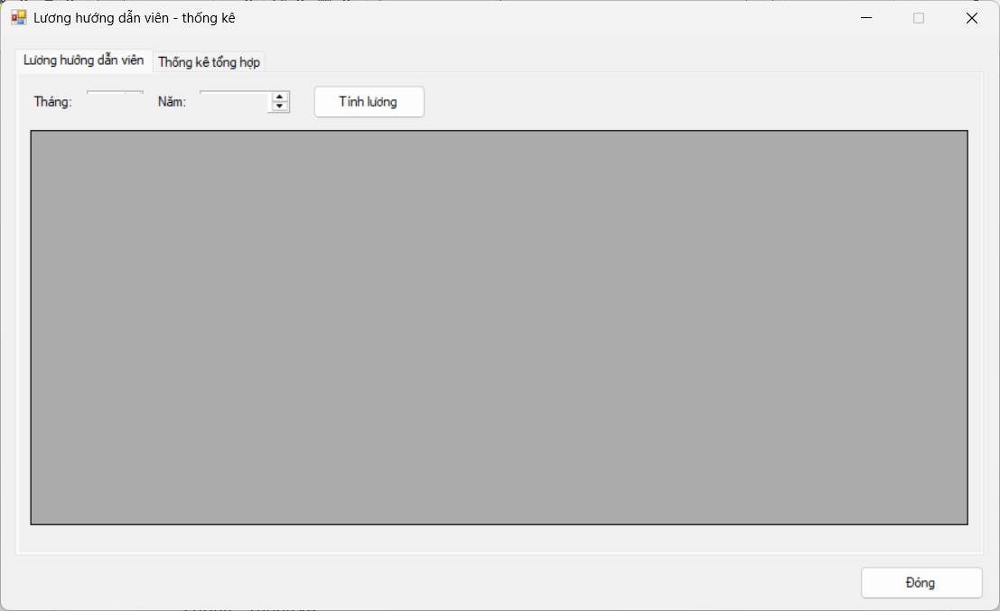 Lương hướng dẫn viên - thống kê
Lương hướng dẫn viên Thống kê tổng hợp
Tháng: Năm: Tính lương
Đóng